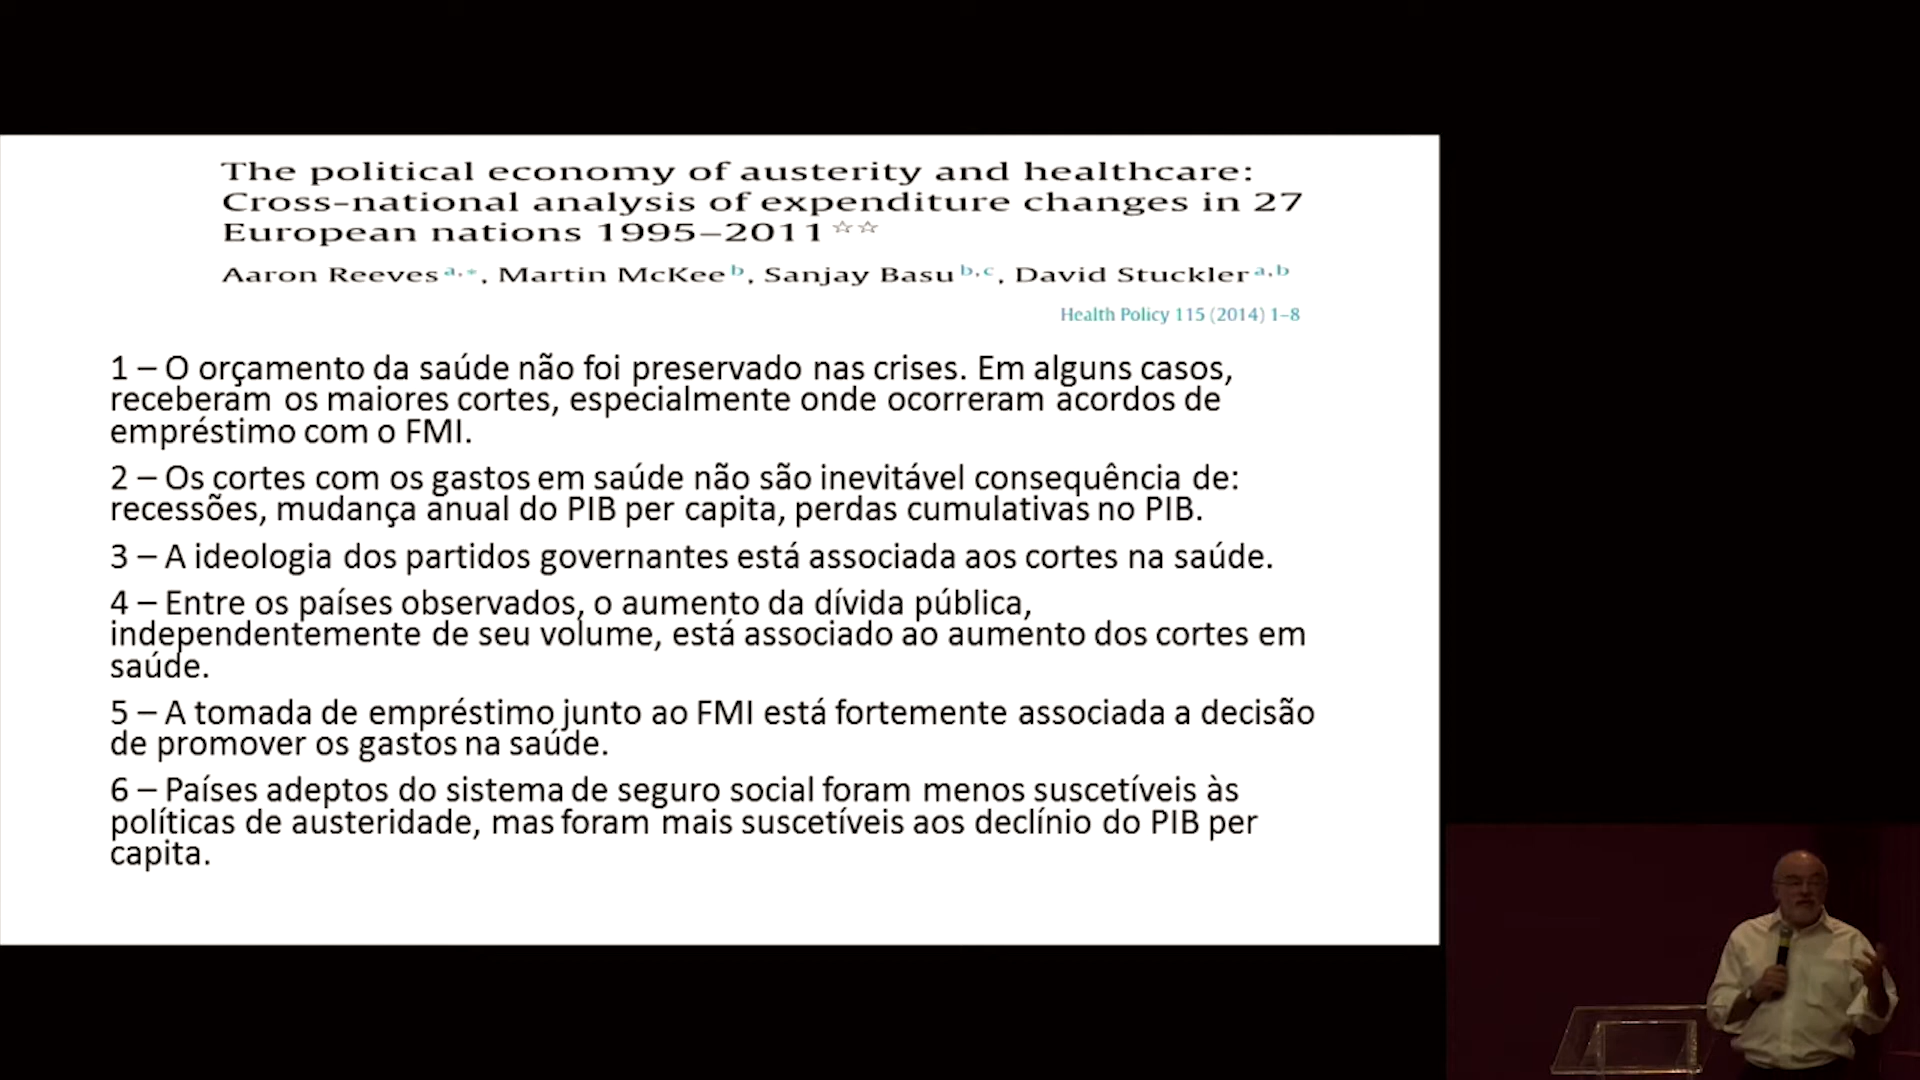 The political economy of austerity and healthcare:
Cross-national analysis of expenditure changes in 27
European nations 1995–2011☆☆
Aaron Reeves a,*, Martin McKee b, Sanjay Basu b,c, David Stuckler a,b
Health Policy 115 (2014) 1–8
1 – O orçamento da saúde não foi preservado nas crises. Em alguns casos,
receberam os maiores cortes, especialmente onde ocorreram acordos de
empréstimo com o FMI.
2 – Os cortes com os gastos em saúde não são inevitável consequência de:
recessões, mudança anual do PIB per capita, perdas cumulativas no PIB.
3 – A ideologia dos partidos governantes está associada aos cortes na saúde.
4 – Entre os países observados, o aumento da dívida pública,
independentemente de seu volume, está associado ao aumento dos cortes em
saúde.
5 – A tomada de empréstimo junto ao FMI está fortemente associada a decisão
de promover os gastos na saúde.
6 – Países adeptos do sistema de seguro social foram menos suscetíveis às
políticas de austeridade, mas foram mais suscetíveis aos declínio do PIB per
capita.